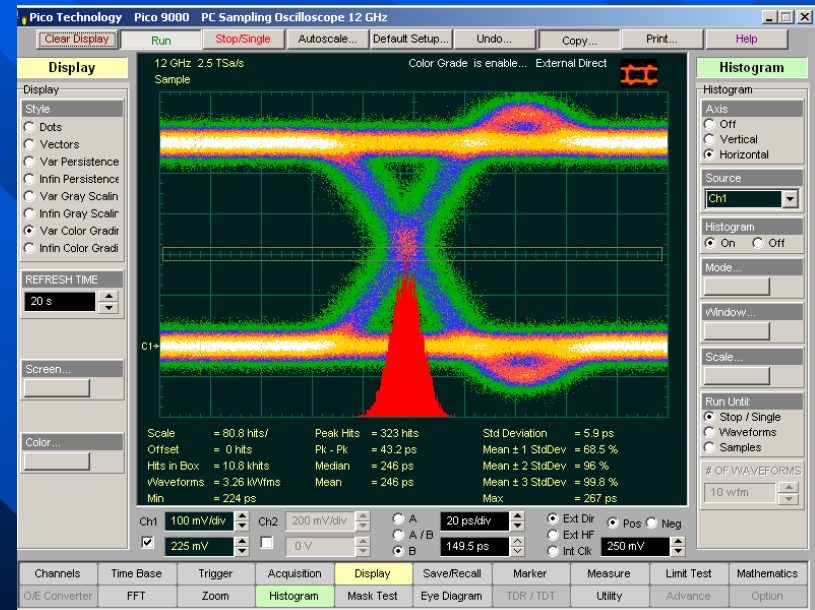 Pico Technology Pico 9000 PC Sampling Oscilloscope 12 GHz
Clear Display Run Stop/Single Autoscale... Default Setup... Undo... Copy... Print... Help
Display
Display
Style
Dots
Vectors
Var Persistence
Infin Persistence
Var Gray Scalin
Infin Gray Scalin
Var Color Gradin
Infin Color Gradi
REFRESH TIME
20 s
Screen...
Color...
12 GHz 2.5 TSa/s Color Grade is enable... External Direct
Sample
C1
Scale = 80.8 hits/ Peak Hits = 323 hits Std Deviation = 5.9 ps
Offset = 0 hits Pk - Pk = 43.2 ps Mean ± 1 StdDev = 68.5 %
Hits in Box = 10.8 khits Median = 246 ps Mean ± 2 StdDev = 96 %
Waveforms = 3.26 kWfms Mean = 246 ps Mean ± 3 StdDev = 99.8 %
Min = 224 ps Max = 267 ps
Histogram
Histogram
Axis
Off
Vertical
Horizontal
Source
Ch1
Histogram
On Off
Mode...
Window...
Scale...
Run Until:
Stop / Single
Waveforms
Samples
# OF WAVEFORMS
10 wfm
Ch1 100 mV/div Ch2 200 mV/div A 20 ps/div Ext Dir Pos Neg
A / B Ext HF
225 mV 0 V B 149.5 ps Int Clk 250 mV
Channels Time Base Trigger Acquisition Display Save/Recall Marker Measure Limit Test Mathematics
O/E Converter FFT Zoom Histogram Mask Test Eye Diagram TDR / TDT Utility Advance Option